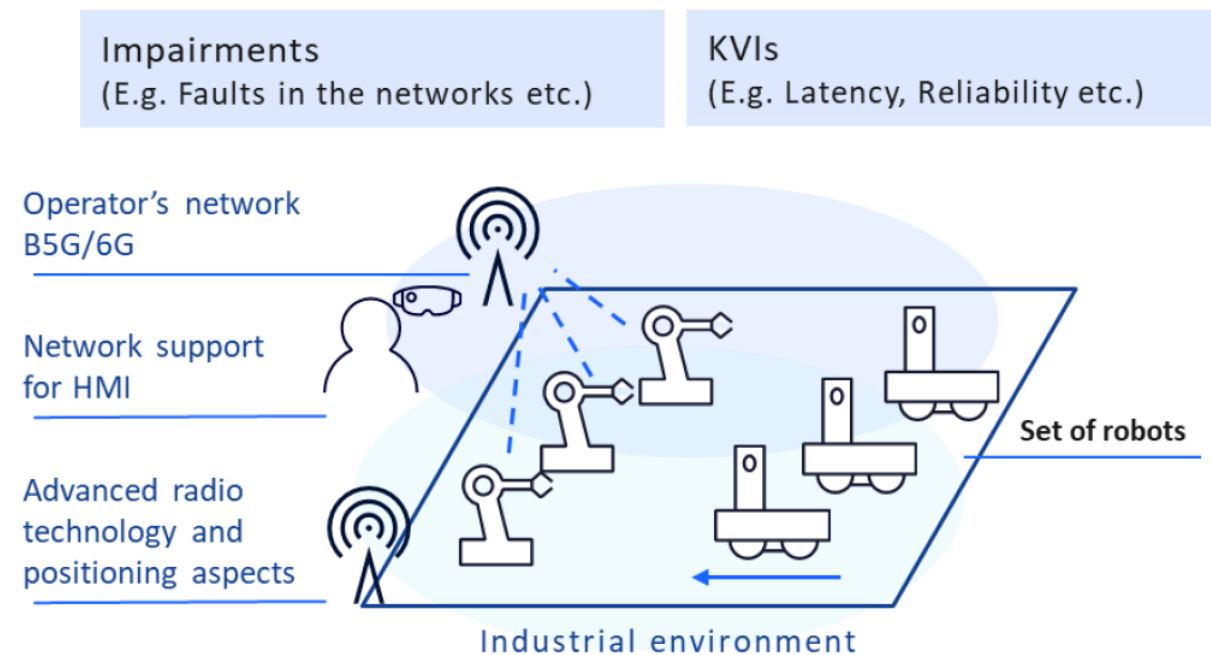 Impairments
(E.g. Faults in the networks etc.)
KVIs
(E.g. Latency, Reliability etc.)
Operator’s network
B5G/6G
Network support
for HMI
Advanced radio
technology and
positioning aspects
Set of robots
Industrial environment